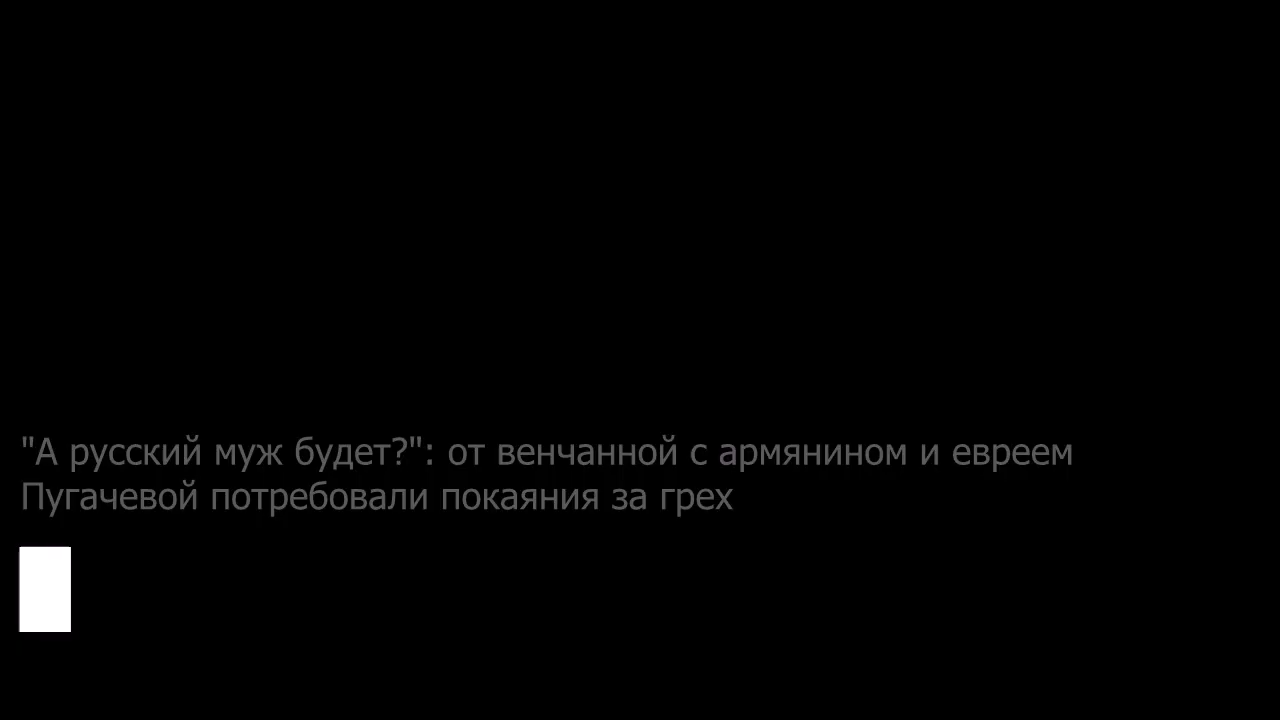 "А русский муж будет?": от венчанной с армянином и евреем
Пугачевой потребовали покаяния за грех